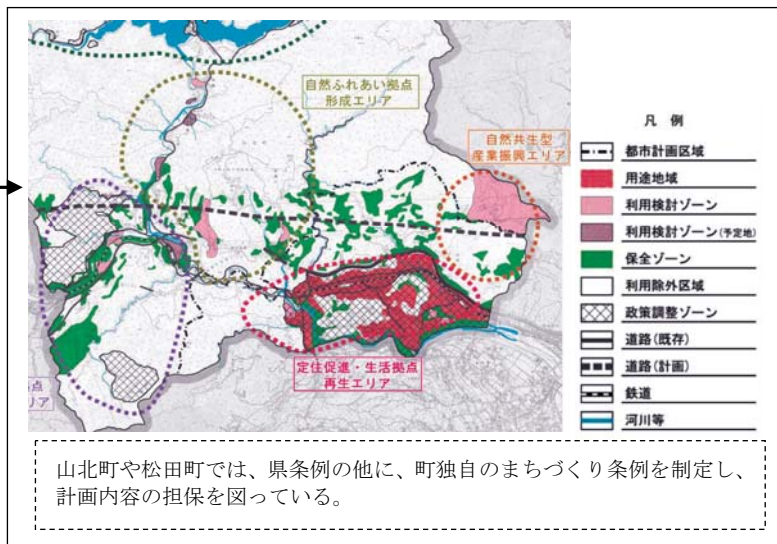 自然ふれあい拠点
形成エリア
自然共生型
産業振興エリア
定住促進・生活拠点
再生エリア
点
リア
凡 例
都市計画区域
用途地域
利用検討ゾーン
利用検討ゾーン(予定地)
保全ゾーン
利用除外区域
政策調整ゾーン
道路(既存)
道路(計画)
鉄道
河川等
山北町や松田町では、県条例の他に、町独自のまちづくり条例を制定し、
計画内容の担保を図っている。